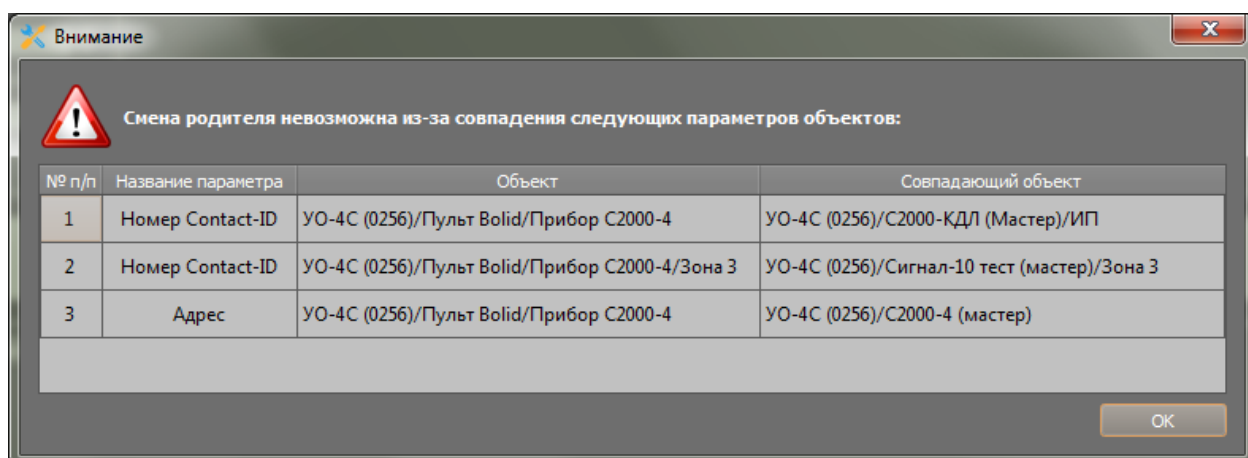 Внимание
Смена родителя невозможна из-за совпадения следующих параметров объектов:
№ п/п Название параметра Объект Совпадающий объект
1 Номер Contact-ID УО-4С (0256)/Пульт Bolid/Прибор С2000-4 УО-4С (0256)/С2000-КДЛ (Мастер)/ИП
2 Номер Contact-ID УО-4С (0256)/Пульт Bolid/Прибор С2000-4/Зона 3 УО-4С (0256)/Сигнал-10 тест (мастер)/Зона 3
3 Адрес УО-4С (0256)/Пульт Bolid/Прибор С2000-4 УО-4С (0256)/С2000-4 (мастер)
OK